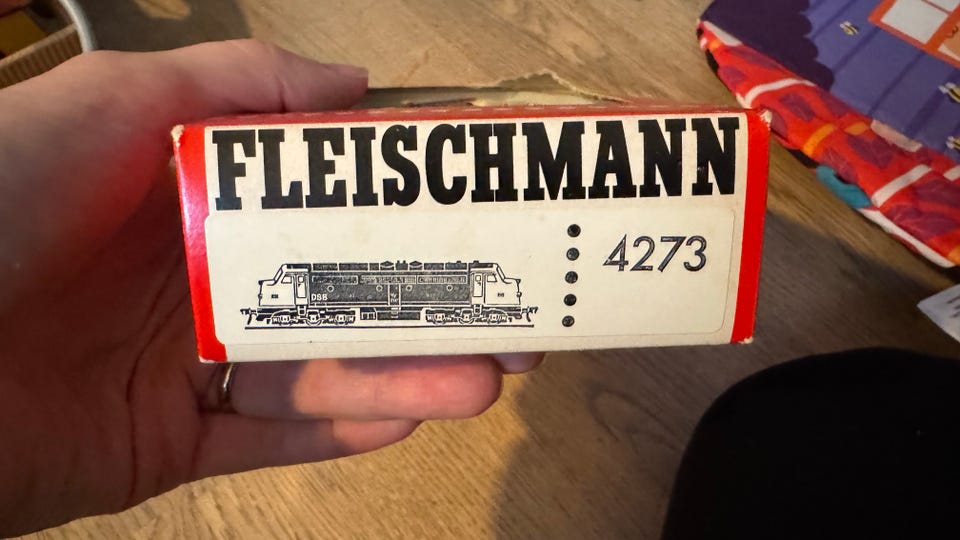 FLEISCHMANN
4273
DSB